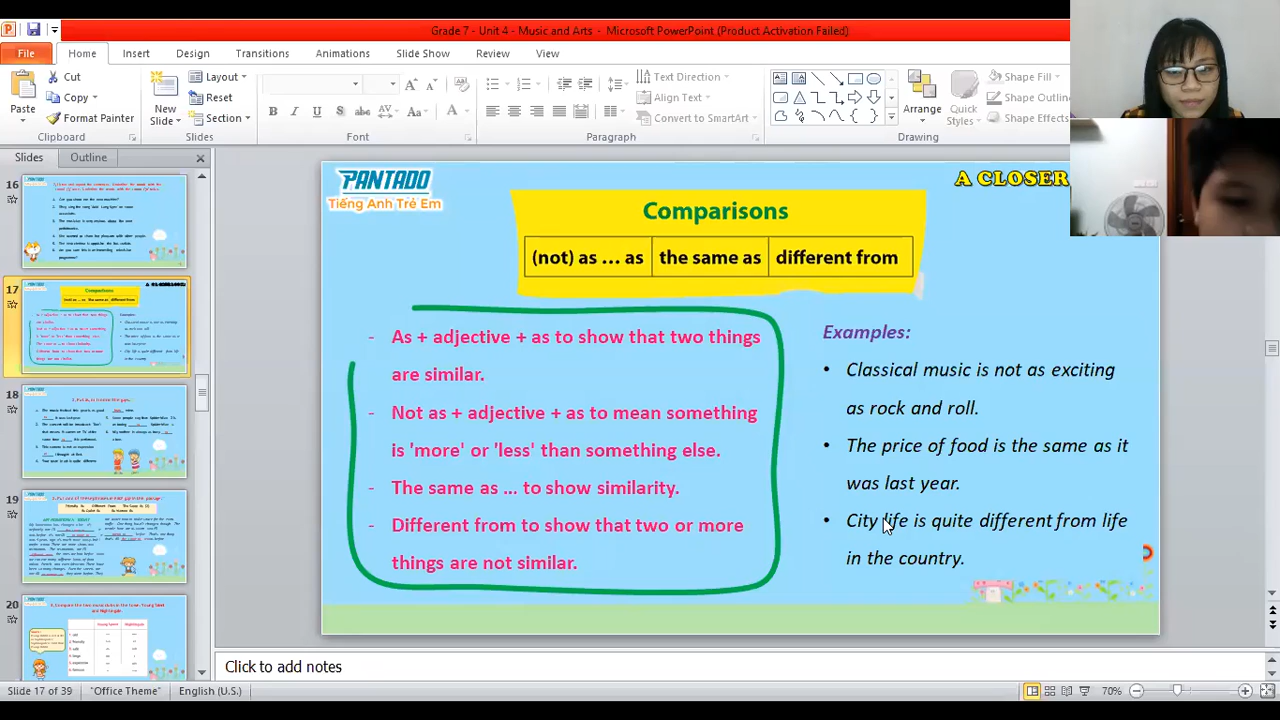 Grade 7 - Unit 4 - Music and Arts - Microsoft PowerPoint (Product Activation Failed)
File Home Insert Design Transitions Animations Slide Show Review View
Paste
Cut
Copy
Format Painter
Clipboard
New Slide
Layout
Reset
Section
Slides
Font
Text Direction
Align Text
Convert to SmartArt
Paragraph
Arrange
Quick Styles
Shape Fill
Shape Outlin
Shape Effects
Drawing
Slides Outline
16
17
18
19
20
PANTADO
Tiếng Anh Trẻ Em
A CLOSER
Comparisons
(not) as ... as the same as different from
- As + adjective + as to show that two things
are similar.
- Not as + adjective + as to mean something
is 'more' or 'less' than something else.
- The same as ... to show similarity.
- Different from to show that two or more
things are not similar.
Examples:
• Classical music is not as exciting
as rock and roll.
• The price of food is the same as it
was last year.
City life is quite different from life
in the country.
Click to add notes
Slide 17 of 39 "Office Theme" English (U.S.) 70%